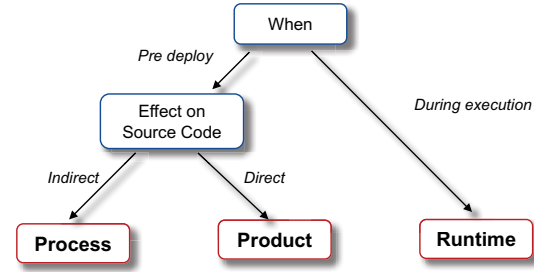 When
Pre deploy
During execution
Effect on
Source Code
Indirect
Direct
Process
Product
Runtime